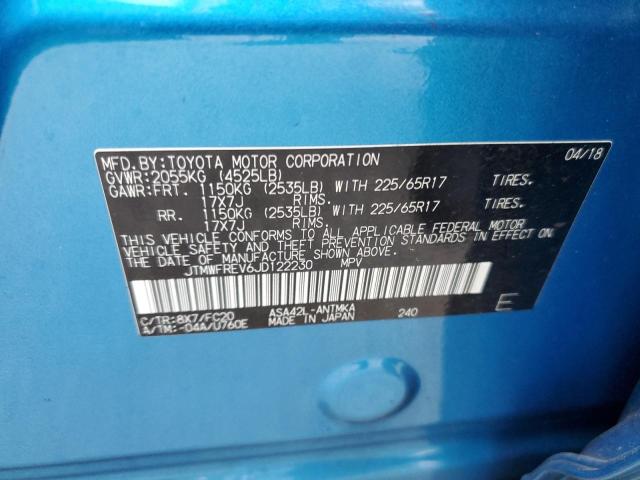 MFD. BY: TOYOTA MOTOR CORPORATION 04/18
GVWR: 2055KG (4525LB)
GAWR: FRT. 1150KG (2535LB) WITH 225/65R17 TIRES.
17X7J RIMS.
RR. 1150KG (2535LB) WITH 225/65R17 TIRES.
17X7J RIMS.
THIS VEHICLE CONFORMS TO ALL APPLICABLE FEDERAL MOTOR
VEHICLE SAFETY AND THEFT PREVENTION STANDARDS IN EFFECT ON
THE DATE OF MANUFACTURE SHOWN ABOVE.
JTMWFREV6JD122230 MPV
C/TR: 8X7/FC20 ASA42L-ANTMKA 240 E
A/TM: -04A/U760E MADE IN JAPAN